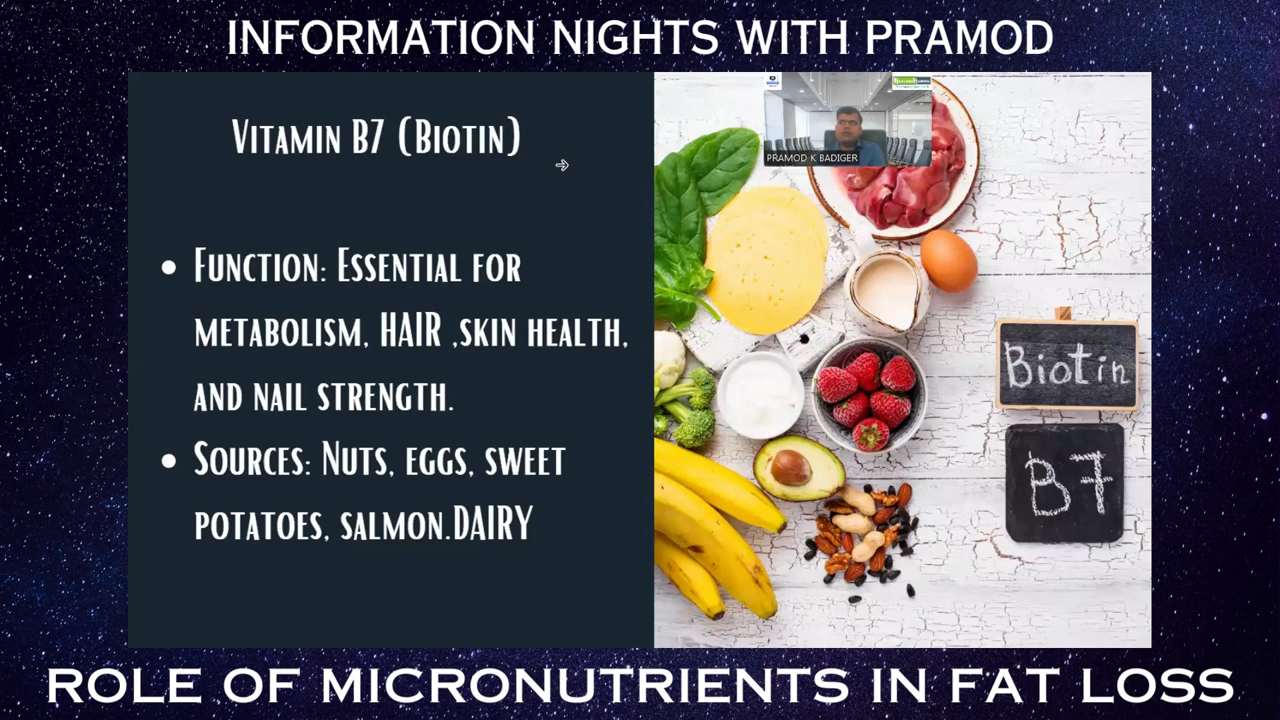 INFORMATION NIGHTS WITH PRAMOD
VITAMIN B7 (BIOTIN)
PRAMOD K BADIGER
• FUNCTION: ESSENTIAL FOR
METABOLISM, HAIR ,SKIN HEALTH,
AND NAIL STRENGTH.
• SOURCES: NUTS, EGGS, SWEET
POTATOES, SALMON.DAIRY
Biotin
B7
ROLE OF MICRONUTRIENTS IN FAT LOSS